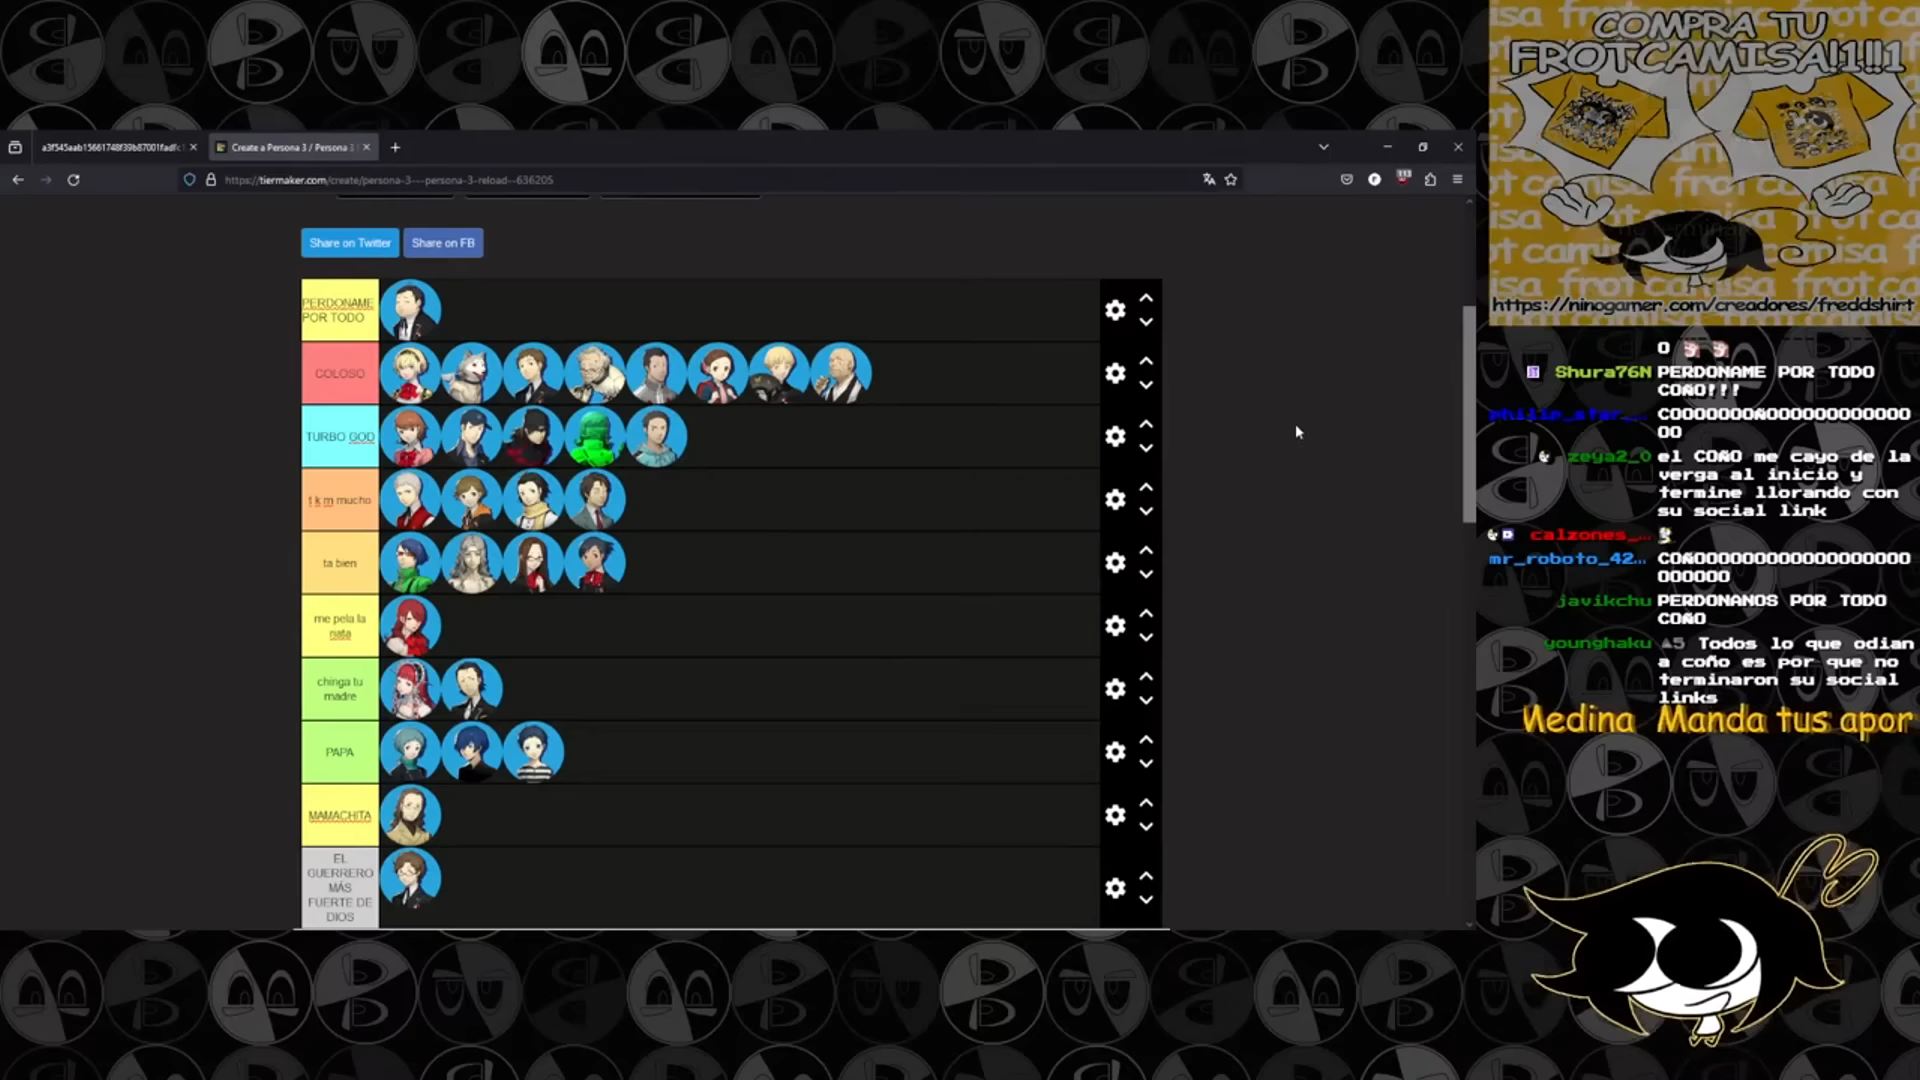 COMPRA TU
FROTCAMISA!1!!1
https://ninogamer.com/creadores/freddshirt
Create a Persona 3 / Persona 3
https://tiermaker.com/create/persona-3---persona-3-reload--636205
Share on Twitter
Share on FB
PERDONAME
POR TODO
COLOSO
TURBO GOD
t k m mucho
ta bien
me pela la
nata
chinga tu
madre
PAPA
MAMACHITA
EL
GUERRERO
MÁS
FUERTE DE
DIOS
O
Shura76N PERDONAME POR TODO
COÑO!!!
zeya2_0 el COÑO me cayo de la
verga al inicio y
termine llorando con
su social link
calzones_...
mr_roboto_42...
javikchu PERDONANOS POR TODO
COÑO
younghaku 5 Todos lo que odian
a coño es por que no
terminaron su social
links
Medina Manda tus apor